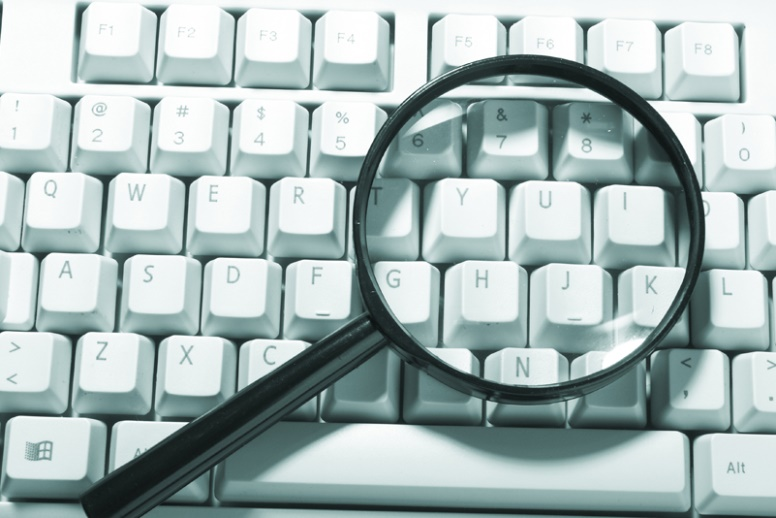 F1 F2 F3 F4 F5 F6 F7 F8
! @ # $ % & * )
1 2 3 4 5 6 7 8 0
Q W E R T Y U I
A S D F G H J K L
> <
< Z X C N ,
Alt